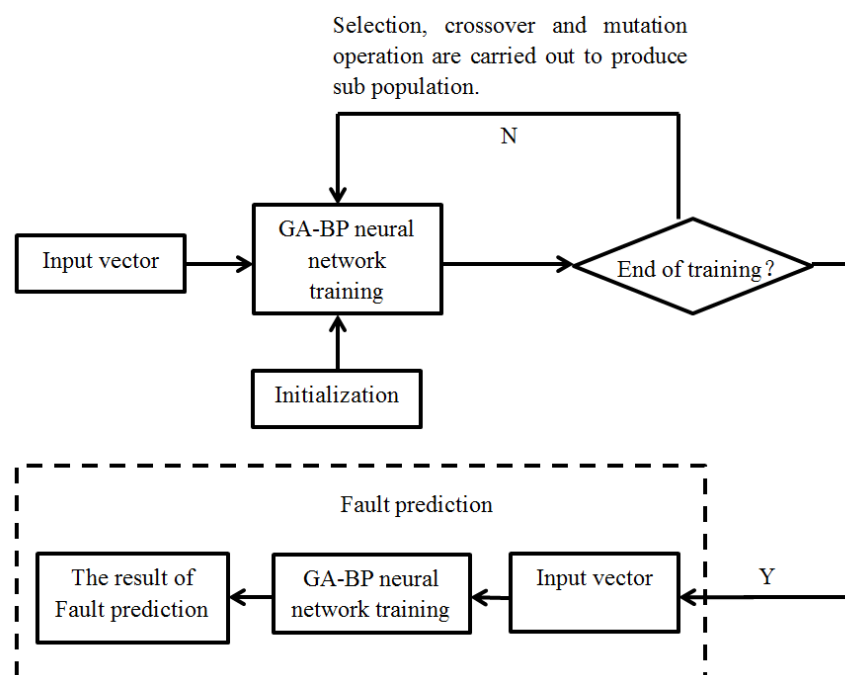 Selection, crossover and mutation
operation are carried out to produce
sub population.
N
GA-BP neural
network
training
Input vector
End of training？
Initialization
Fault prediction
The result of
Fault prediction
GA-BP neural
network training
Input vector
Y